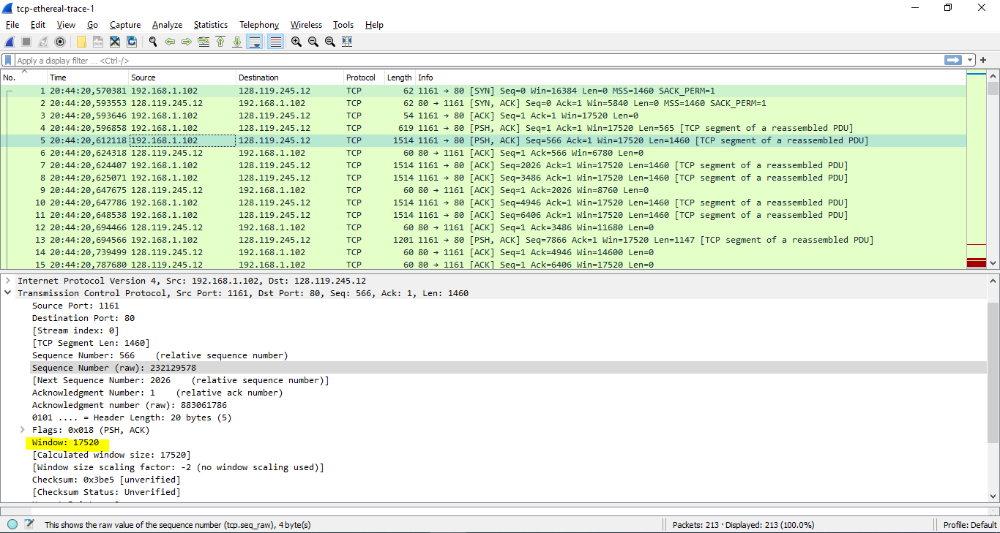 tcp-ethereal-trace-1
File Edit View Go Capture Analyze Statistics Telephony Wireless Tools Help
Apply a display filter ... <Ctrl-/>
No. Time Source Destination Protocol Length Info
1 20:44:20,570381 192.168.1.102 128.119.245.12 TCP 62 1161 → 80 [SYN] Seq=0 Win=16384 Len=0 MSS=1460 SACK_PERM=1
2 20:44:20,593553 128.119.245.12 192.168.1.102 TCP 62 80 → 1161 [SYN, ACK] Seq=0 Ack=1 Win=5840 Len=0 MSS=1460 SACK_PERM=1
3 20:44:20,593646 192.168.1.102 128.119.245.12 TCP 54 1161 → 80 [ACK] Seq=1 Ack=1 Win=17520 Len=0
4 20:44:20,596858 192.168.1.102 128.119.245.12 TCP 619 1161 → 80 [PSH, ACK] Seq=1 Ack=1 Win=17520 Len=565 [TCP segment of a reassembled PDU]
5 20:44:20,612118 192.168.1.102 128.119.245.12 TCP 1514 1161 → 80 [PSH, ACK] Seq=566 Ack=1 Win=17520 Len=1460 [TCP segment of a reassembled PDU]
6 20:44:20,624318 128.119.245.12 192.168.1.102 TCP 60 80 → 1161 [ACK] Seq=1 Ack=566 Win=6780 Len=0
7 20:44:20,624407 192.168.1.102 128.119.245.12 TCP 1514 1161 → 80 [ACK] Seq=2026 Ack=1 Win=17520 Len=1460 [TCP segment of a reassembled PDU]
8 20:44:20,625071 192.168.1.102 128.119.245.12 TCP 1514 1161 → 80 [ACK] Seq=3486 Ack=1 Win=17520 Len=1460 [TCP segment of a reassembled PDU]
9 20:44:20,647675 128.119.245.12 192.168.1.102 TCP 60 80 → 1161 [ACK] Seq=1 Ack=2026 Win=8760 Len=0
10 20:44:20,647786 192.168.1.102 128.119.245.12 TCP 1514 1161 → 80 [ACK] Seq=4946 Ack=1 Win=17520 Len=1460 [TCP segment of a reassembled PDU]
11 20:44:20,648538 192.168.1.102 128.119.245.12 TCP 1514 1161 → 80 [ACK] Seq=6406 Ack=1 Win=17520 Len=1460 [TCP segment of a reassembled PDU]
12 20:44:20,694466 128.119.245.12 192.168.1.102 TCP 60 80 → 1161 [ACK] Seq=1 Ack=3486 Win=11680 Len=0
13 20:44:20,694566 192.168.1.102 128.119.245.12 TCP 1201 1161 → 80 [PSH, ACK] Seq=7866 Ack=1 Win=17520 Len=1147 [TCP segment of a reassembled PDU]
14 20:44:20,739499 128.119.245.12 192.168.1.102 TCP 60 80 → 1161 [ACK] Seq=1 Ack=4946 Win=14600 Len=0
15 20:44:20,787680 128.119.245.12 192.168.1.102 TCP 60 80 → 1161 [ACK] Seq=1 Ack=6406 Win=17520 Len=0
Internet Protocol Version 4, Src: 192.168.1.102, Dst: 128.119.245.12
Transmission Control Protocol, Src Port: 1161, Dst Port: 80, Seq: 566, Ack: 1, Len: 1460
Source Port: 1161
Destination Port: 80
[Stream index: 0]
[TCP Segment Len: 1460]
Sequence Number: 566 (relative sequence number)
Sequence Number (raw): 232129578
[Next Sequence Number: 2026 (relative sequence number)]
Acknowledgment Number: 1 (relative ack number)
Acknowledgment number (raw): 883061786
0101 .... = Header Length: 20 bytes (5)
Flags: 0x018 (PSH, ACK)
Window: 17520
[Calculated window size: 17520]
[Window size scaling factor: -2 (no window scaling used)]
Checksum: 0x3be5 [unverified]
[Checksum Status: Unverified]
This shows the raw value of the sequence number (tcp.seq_raw), 4 byte(s)
Packets: 213 · Displayed: 213 (100.0%)
Profile: Default